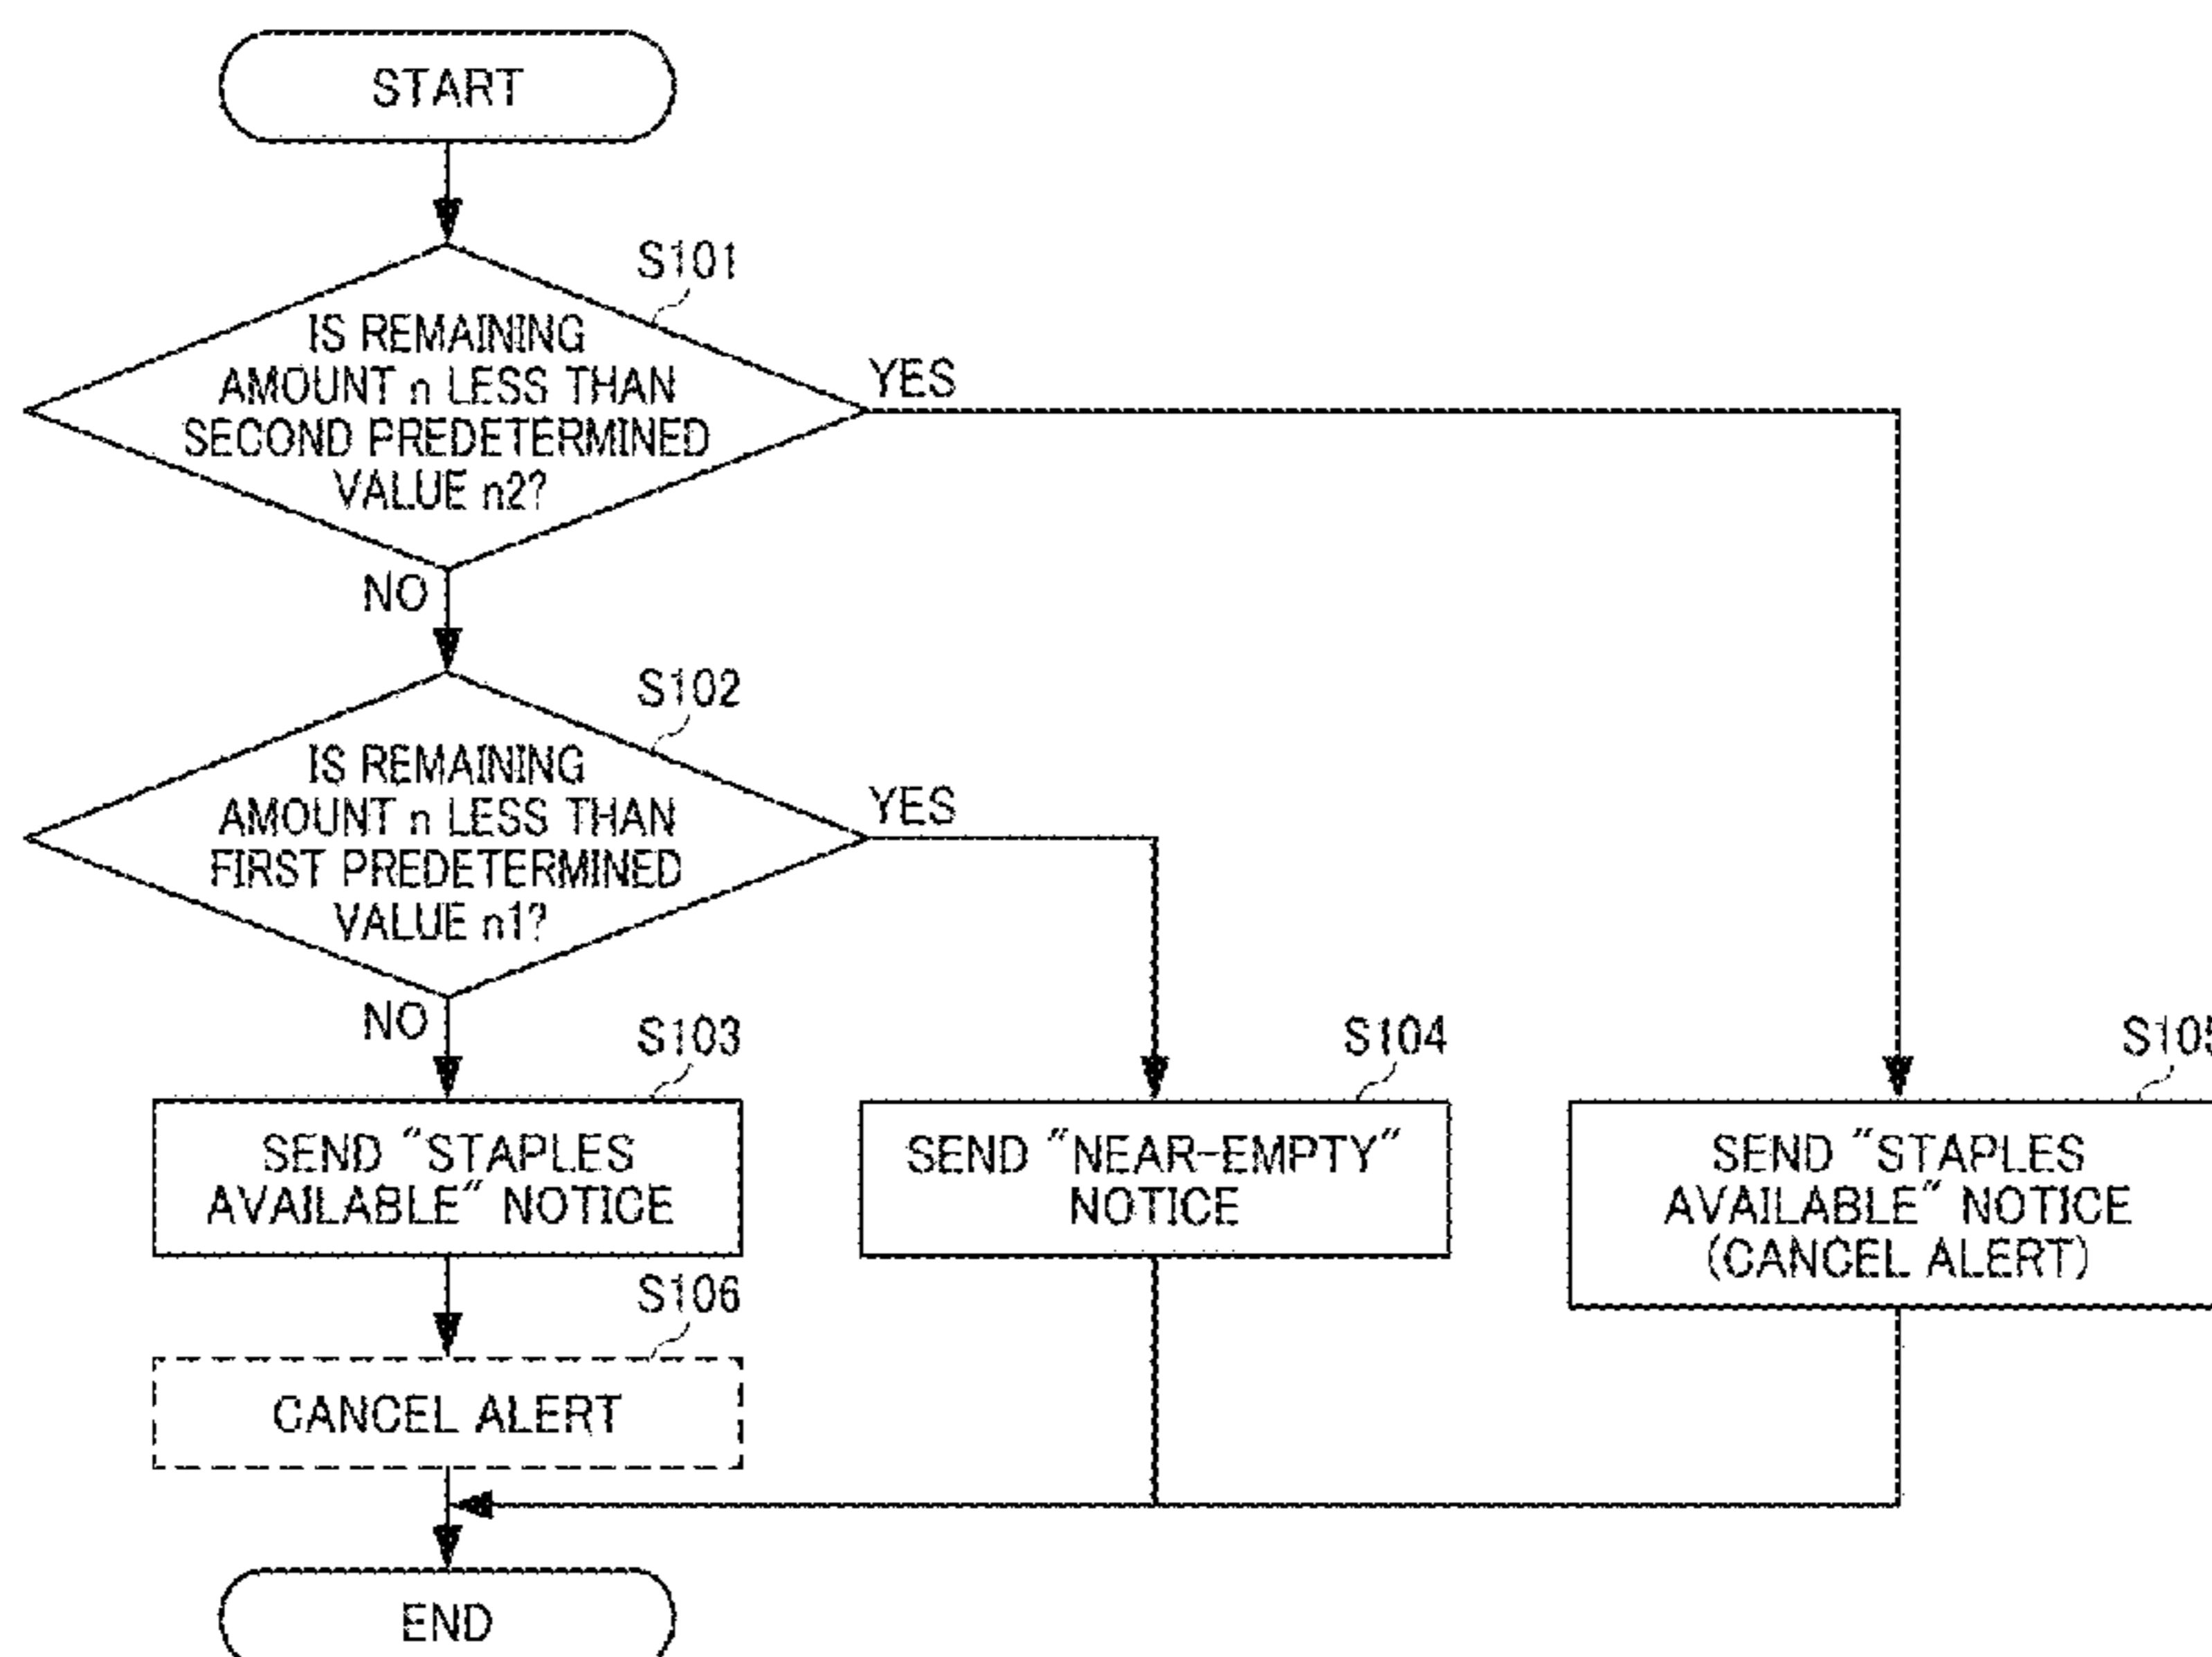 START
S101
IS REMAINING
AMOUNT n LESS THAN
SECOND PREDETERMINED
VALUE n2?
YES
NO
S102
IS REMAINING
AMOUNT n LESS THAN
FIRST PREDETERMINED
VALUE n1?
YES
NO
S103
SEND "STAPLES
AVAILABLE" NOTICE
S104
SEND "NEAR-EMPTY"
NOTICE
S105
SEND "STAPLES
AVAILABLE" NOTICE
(CANCEL ALERT)
S106
CANCEL ALERT
END